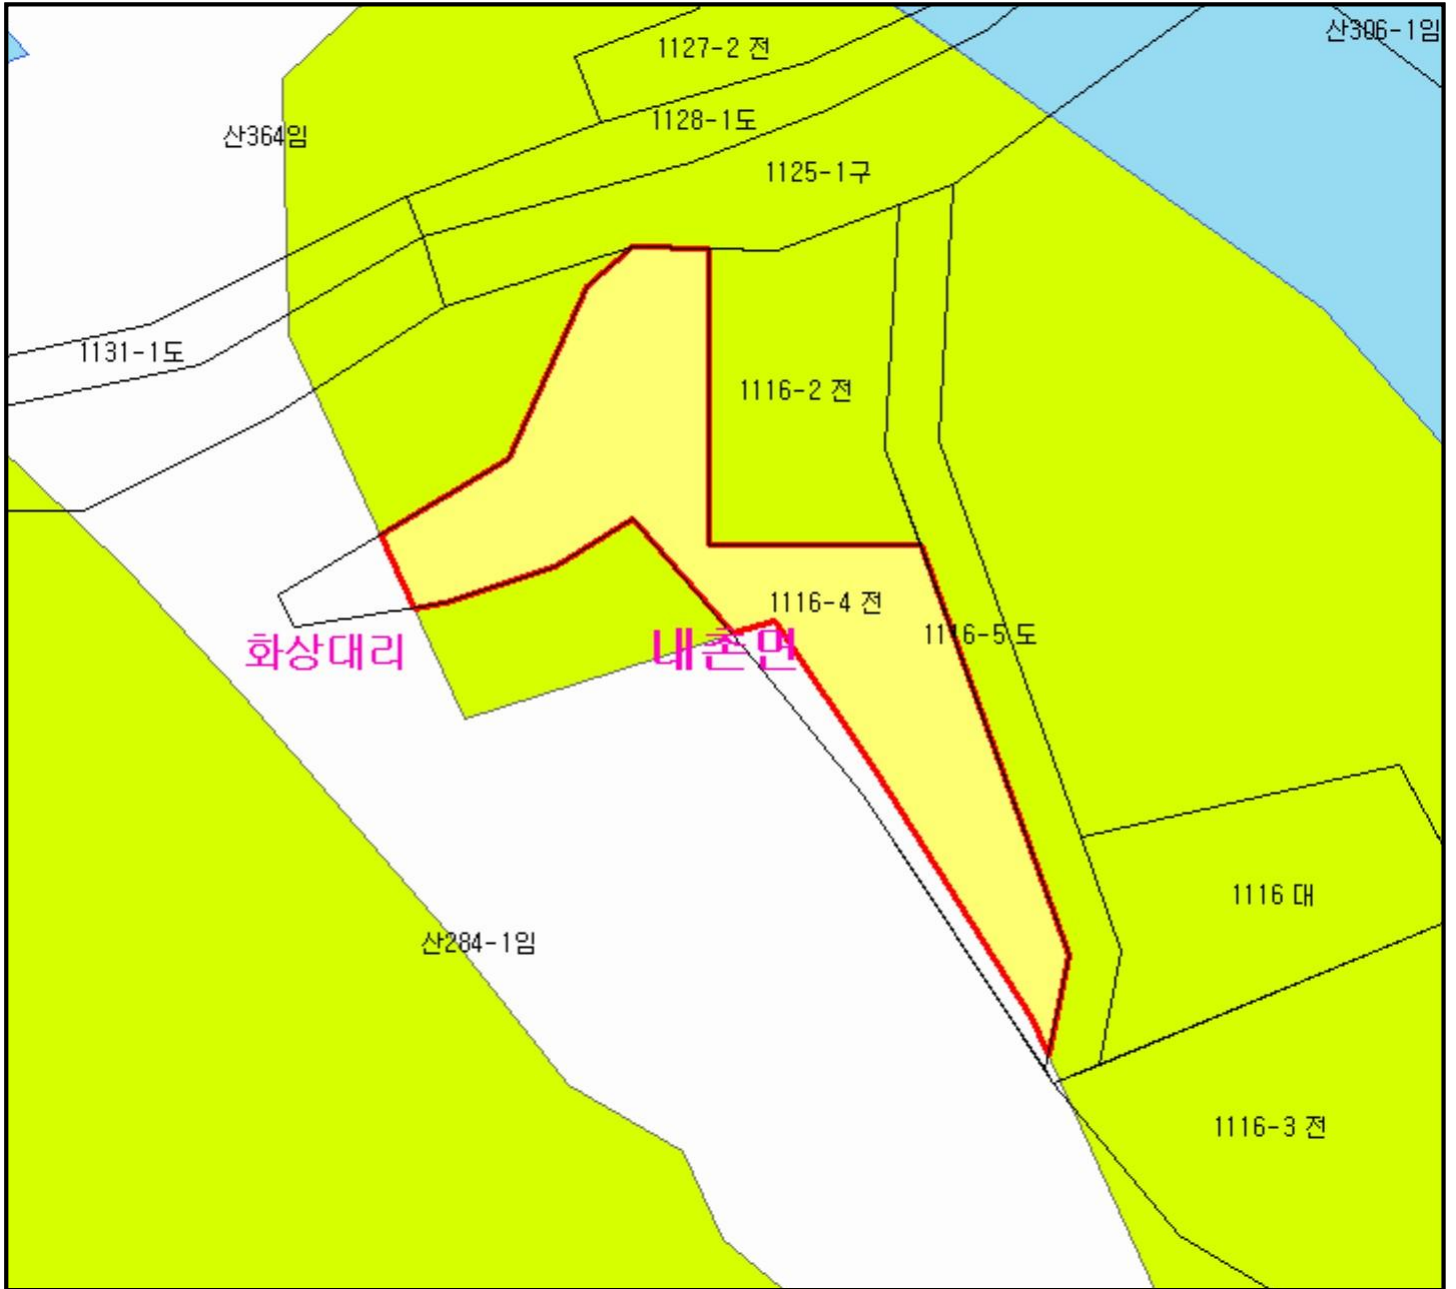 산306-1임
1127-2 전
1128-1도
산364임
1125-1구
1131-1도
1116-2 전
1116-4 전
1116-5 도
화상대리
내촌면
1116 대
산284-1임
1116-3 전